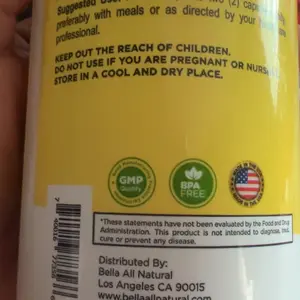 Suggested Use:
(2)
preferably with meals or as directed by your
professional.
KEEP OUT THE REACH OF CHILDREN.
DO NOT USE IF YOU ARE PREGNANT OR
STORE IN A COOL AND DRY PLACE.
GMP
Quality
BPA
FREE
*These statements have not been evaluated by the Food and Drug
Administration. This product is not intended to diagnose, treat,
cure or prevent any disease.
Distributed By:
Bella All Natural
Los Angeles CA 90015
www.bellaallnatural.com